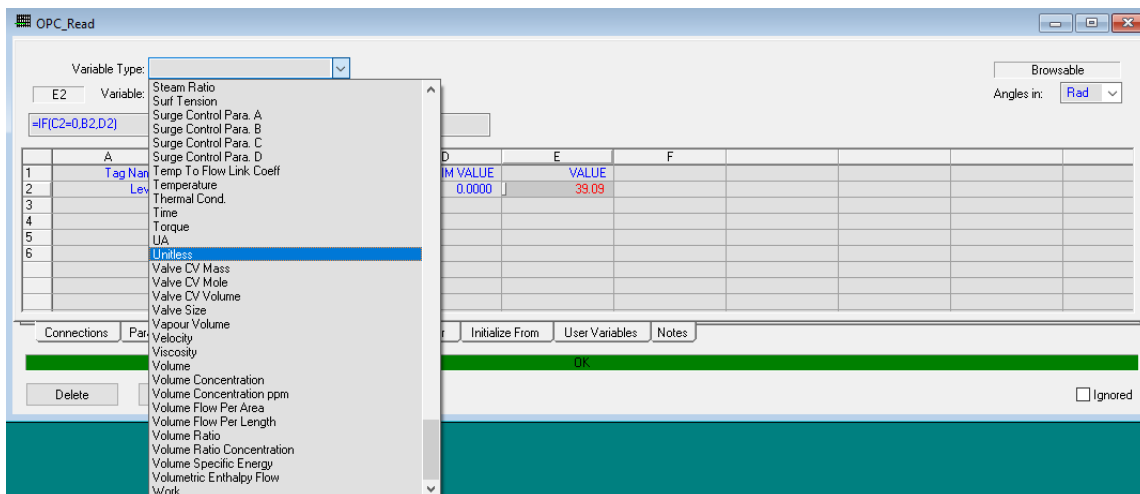 OPC_Read
Variable Type:
Browsable
E2 Variable:
Angles in: Rad
=IF(C2=0,B2,D2)
Steam Ratio
Surf Tension
Surge Control Para. A
Surge Control Para. B
Surge Control Para. C
Surge Control Para. D
Temp To Flow Link Coeff
Temperature
Thermal Cond.
Time
Torque
UA
Unitless
Valve CV Mass
Valve CV Mole
Valve CV Volume
Valve Size
Vapour Volume
Velocity
Viscosity
Volume
Volume Concentration
Volume Concentration ppm
Volume Flow Per Area
Volume Flow Per Length
Volume Ratio
Volume Ratio Concentration
Volume Specific Energy
Volumetric Enthalpy Flow
Work
A D E F
1 Tag Nam IM VALUE VALUE
2 Lev 0.0000 39.09
3
4
5
6
Connections Par r Initialize From User Variables Notes
OK
Delete Ignored